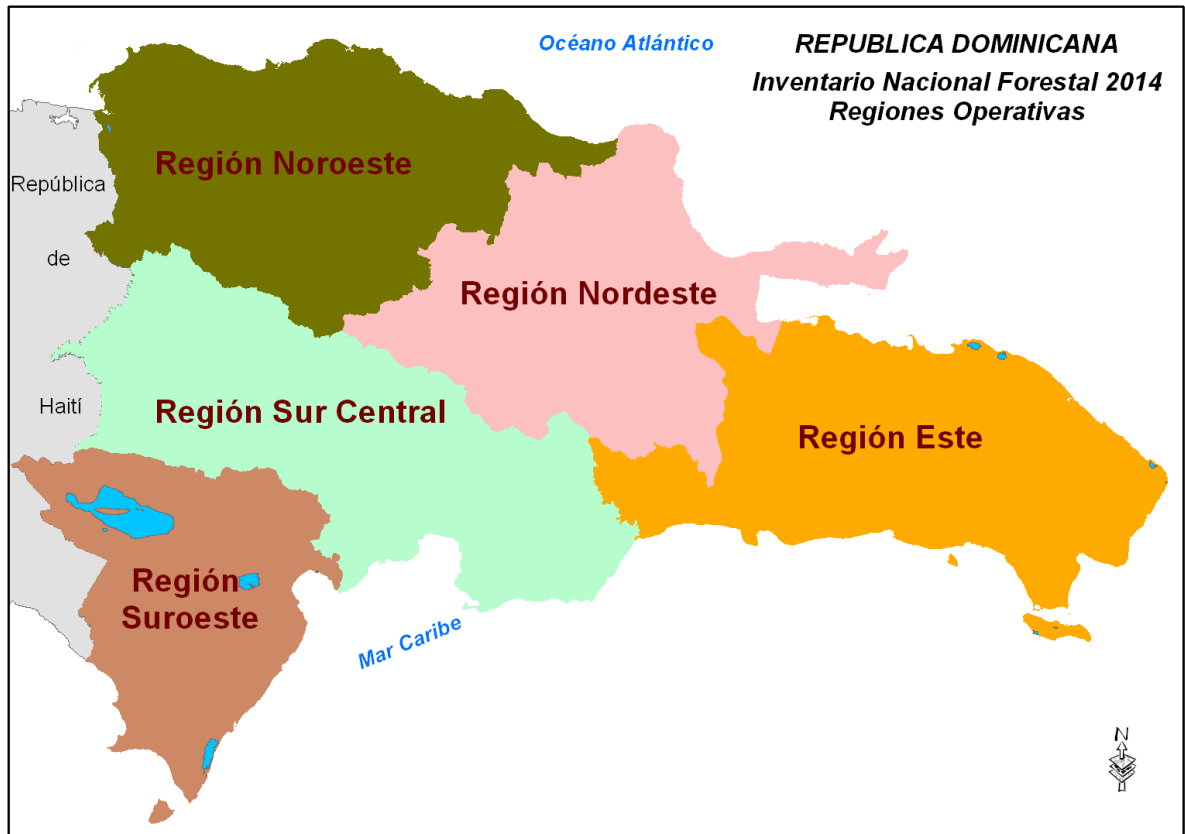 Océano Atlántico
REPUBLICA DOMINICANA
Inventario Nacional Forestal 2014
Regiones Operativas
Región Noroeste
República
de
Haití
Región Nordeste
Región Sur Central
Región Este
Región
Suroeste
Mar Caribe
N